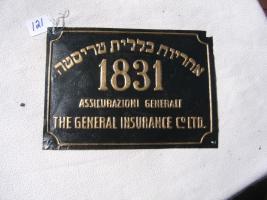 121
אחריות כללית טריסטה
1831
ASSICURAZIONI GENERALI
THE GENERAL INSURANCE Co LTD.